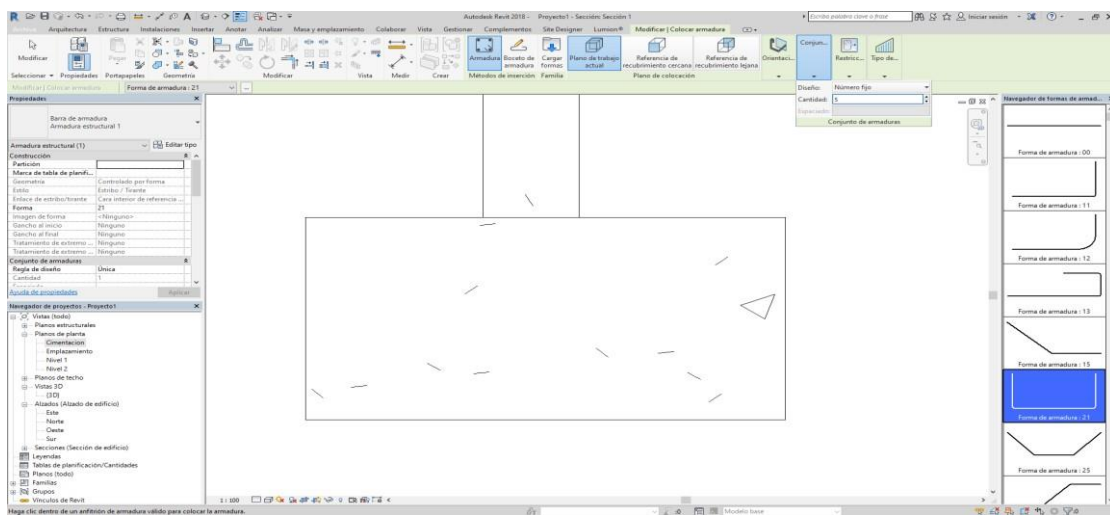 Autodesk Revit 2018 - Proyecto1 - Sección: Sección 1
Escriba palabra clave o frase
Iniciar sesión
Arquitectura Estructura Instalaciones Insertar Anotar Analizar Masa y emplazamiento Colaborar Vista Gestionar Complementos Site Designer Lumion® Modificar | Colocar armadura
Modificar
Pegar
Armadura
Boceto de armadura
Cargar formas
Plano de trabajo actual
Referencia de recubrimiento cercana
Referencia de recubrimiento lejana
Orientaci...
Conjun...
Restricc...
Tipo de...
Seleccionar Propiedades Portapapeles Geometría Modificar Vista Medir Crear Métodos de inserción Familia Plano de colocación
Modificar | Colocar armadura
Forma de armadura : 21
Diseño: Número fijo
Cantidad: 5
Espaciado:
Conjunto de armaduras
Propiedades
Barra de armadura
Armadura estructural 1
Armadura estructural (1) Editar tipo
Construcción
Partición
Marca de tabla de planifi...
Geometría Controlado por forma
Estilo Estribo / Tirante
Enlace de estribo/tirante Cara interior de referencia ...
Forma 21
Imagen de forma <Ninguno>
Gancho al inicio Ninguno
Gancho al final Ninguno
Tratamiento de extremo ... Ninguno
Tratamiento de extremo ... Ninguno
Conjunto de armaduras
Regla de diseño Única
Cantidad 1
Ayuda de propiedades Aplicar
Navegador de proyectos - Proyecto1
Vistas (todo)
Planos estructurales
Planos de planta
Cimentacion
Emplazamiento
Nivel 1
Nivel 2
Planos de techo
Vistas 3D
{3D}
Alzados (Alzado de edificio)
Este
Norte
Oeste
Sur
Secciones (Sección de edificio)
Leyendas
Tablas de planificación/Cantidades
Planos (todo)
Familias
Grupos
Vínculos de Revit
Navegador de formas de armad...
Forma de armadura : 00
Forma de armadura : 11
Forma de armadura : 12
Forma de armadura : 13
Forma de armadura : 15
Forma de armadura : 21
Forma de armadura : 25
1 : 100
Haga clic dentro de un anfitrión de armadura válido para colocar la armadura.
:0
Modelo base